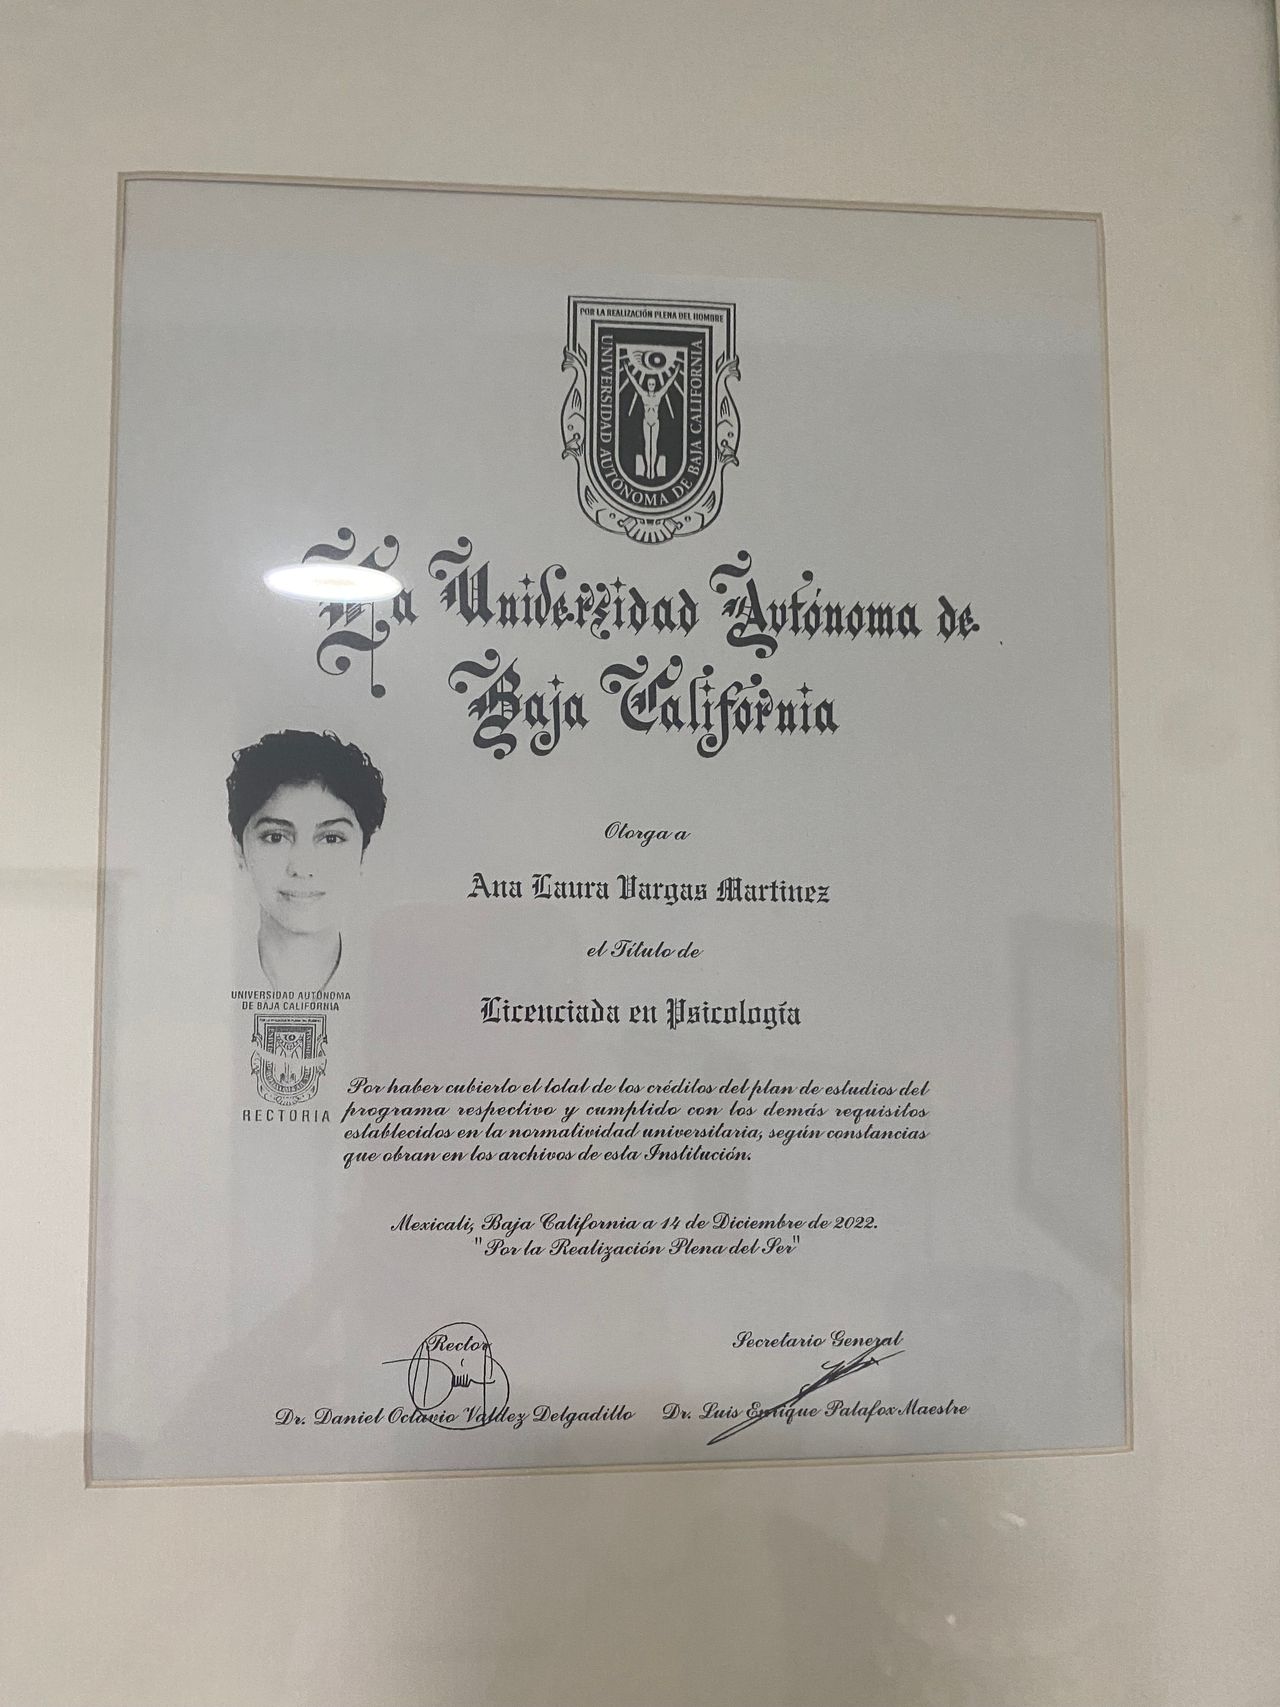 POR LA REALIZACIÓN PLENA DEL HOMBRE
UNIVERSIDAD AUTÓNOMA DE BAJA CALIFORNIA
La Universidad Autónoma de
Baja California
Otorga a
Ana Laura Vargas Martinez
el Título de
Licenciada en Psicología
UNIVERSIDAD AUTÓNOMA
DE BAJA CALIFORNIA
RECTORIA
Por haber cubierto el total de los créditos del plan de estudios del
programa respectivo y cumplido con los demás requisitos
establecidos en la normatividad universitaria, según constancias
que obran en los archivos de esta Institución.
Mexicali, Baja California a 14 de Diciembre de 2022.
"Por la Realización Plena del Ser"
Rector
Dr. Daniel Octavio Valdez Delgadillo
Secretario General
Dr. Luis Enrique Palafox Maestre